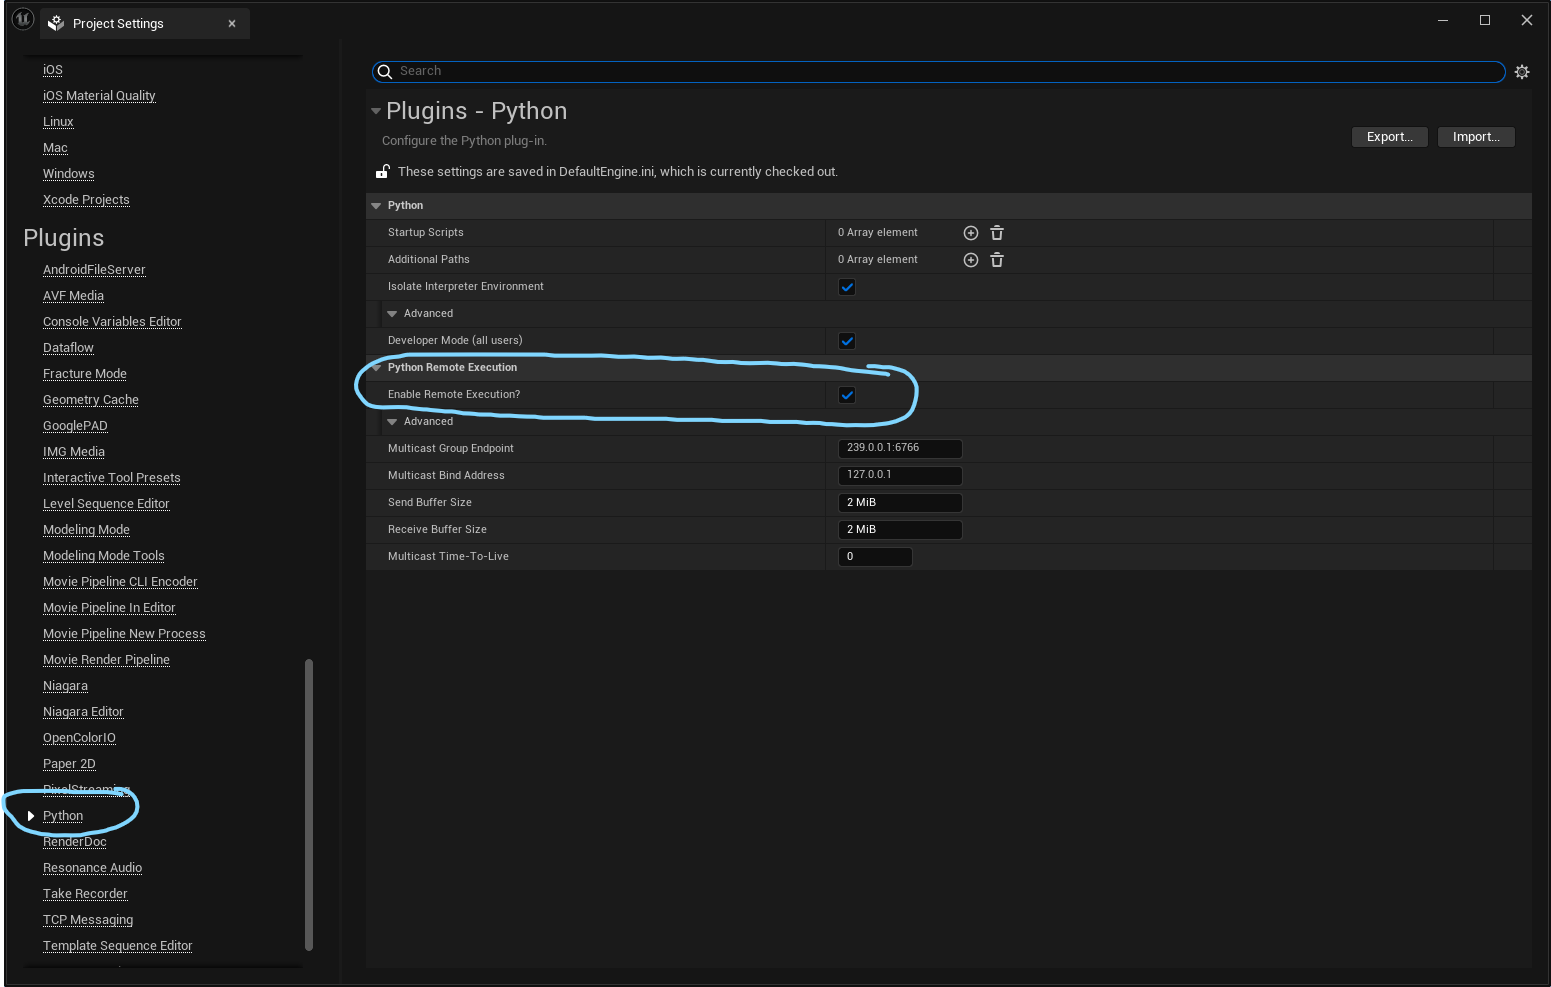 Project Settings
iOS
iOS Material Quality
Linux
Mac
Windows
Xcode Projects
Plugins
AndroidFileServer
AVF Media
Console Variables Editor
Dataflow
Fracture Mode
Geometry Cache
GooglePAD
IMG Media
Interactive Tool Presets
Level Sequence Editor
Modeling Mode
Modeling Mode Tools
Movie Pipeline CLI Encoder
Movie Pipeline In Editor
Movie Pipeline New Process
Movie Render Pipeline
Niagara
Niagara Editor
OpenColorIO
Paper 2D
PixelStreaming
Python
RenderDoc
Resonance Audio
Take Recorder
TCP Messaging
Template Sequence Editor
Search
Plugins - Python
Configure the Python plug-in.
Export... Import...
These settings are saved in DefaultEngine.ini, which is currently checked out.
Python
Startup Scripts 0 Array element
Additional Paths 0 Array element
Isolate Interpreter Environment
Advanced
Developer Mode (all users)
Python Remote Execution
Enable Remote Execution?
Advanced
Multicast Group Endpoint 239.0.0.1:6766
Multicast Bind Address 127.0.0.1
Send Buffer Size 2 MiB
Receive Buffer Size 2 MiB
Multicast Time-To-Live 0